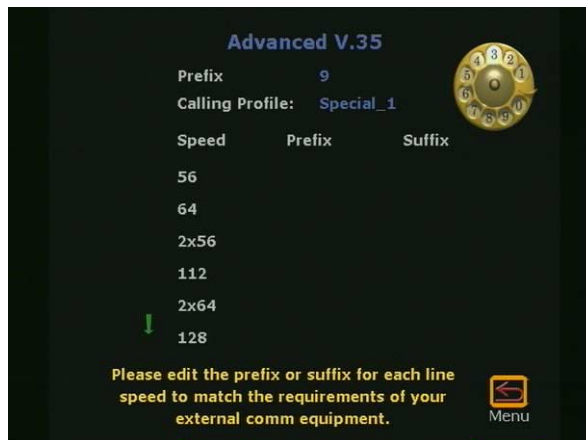 Advanced V.35
Prefix 9
Calling Profile: Special_1
Speed Prefix Suffix
56
64
2x56
112
2x64
128
Please edit the prefix or suffix for each line
speed to match the requirements of your
external comm equipment.
Menu